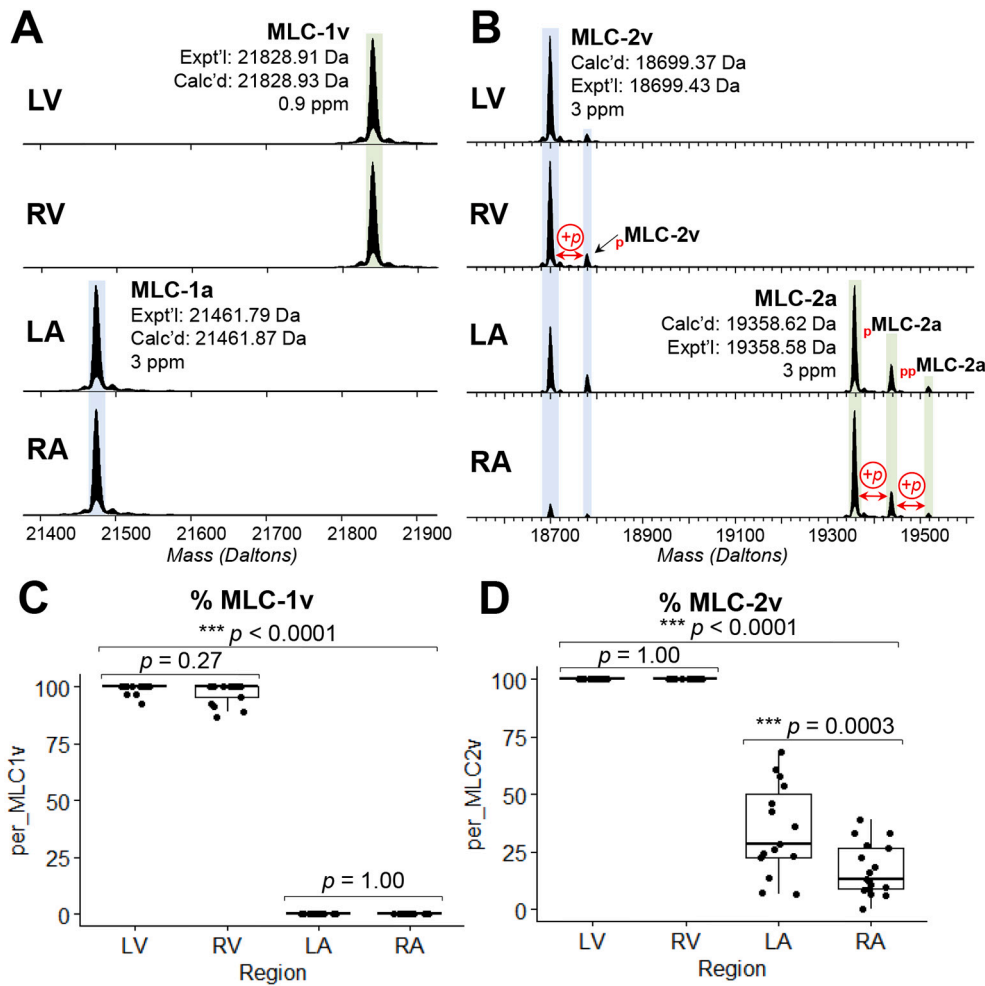 A
MLC-1v
Expt'l: 21828.91 Da
Calc'd: 21828.93 Da
0.9 ppm
LV
RV
MLC-1a
Expt'l: 21461.79 Da
Calc'd: 21461.87 Da
3 ppm
LA
RA
21400 21500 21600 21700 21800 21900
Mass (Daltons)
B
MLC-2v
Calc'd: 18699.37 Da
Expt'l: 18699.43 Da
3 ppm
LV
RV
+p
pMLC-2v
MLC-2a
Calc'd: 19358.62 Da
Expt'l: 19358.58 Da
3 ppm
pMLC-2a
ppMLC-2a
LA
RA
+p
+p
18700 18900 19100 19300 19500
Mass (Daltons)
C
% MLC-1v
*** p < 0.0001
p = 0.27
p = 1.00
per_MLC1v
100
75
50
25
0
LV RV LA RA
Region
D
% MLC-2v
*** p < 0.0001
p = 1.00
*** p = 0.0003
per_MLC2v
100
75
50
25
0
LV RV LA RA
Region